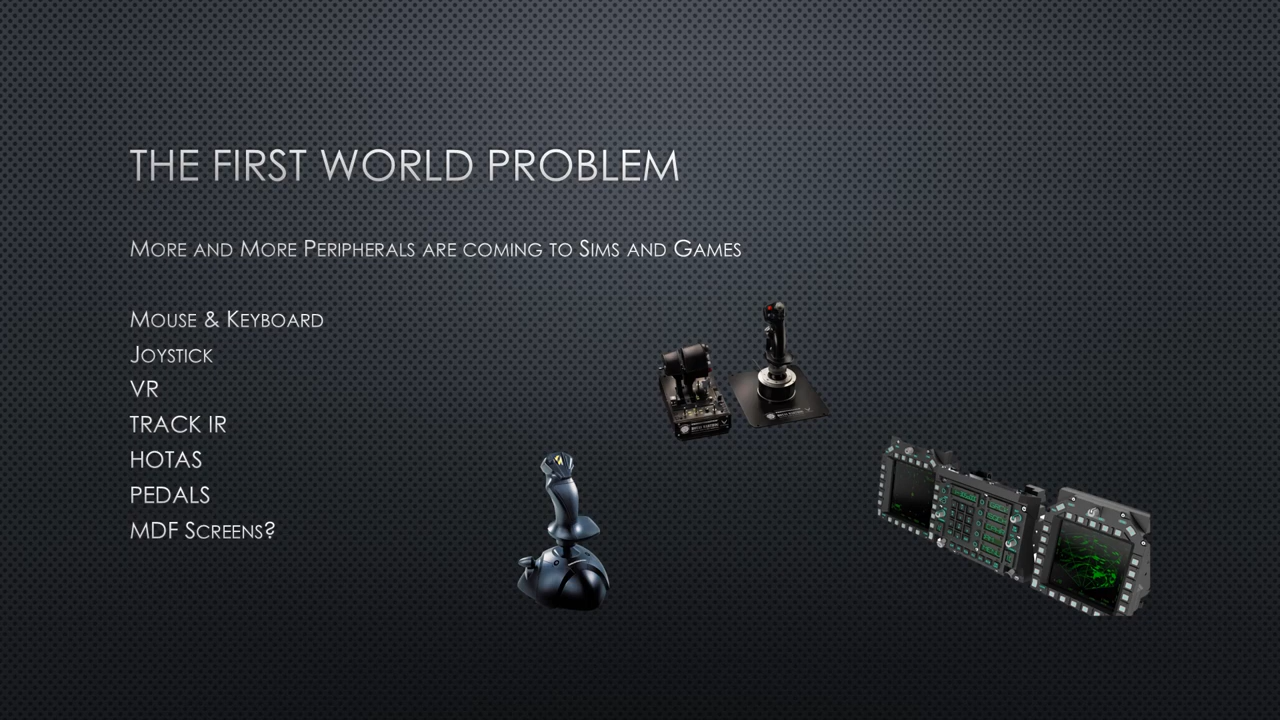 THE FIRST WORLD PROBLEM
More and More Peripherals are coming to Sims and Games
Mouse & Keyboard
Joystick
VR
TRACK IR
HOTAS
PEDALS
MDF Screens?